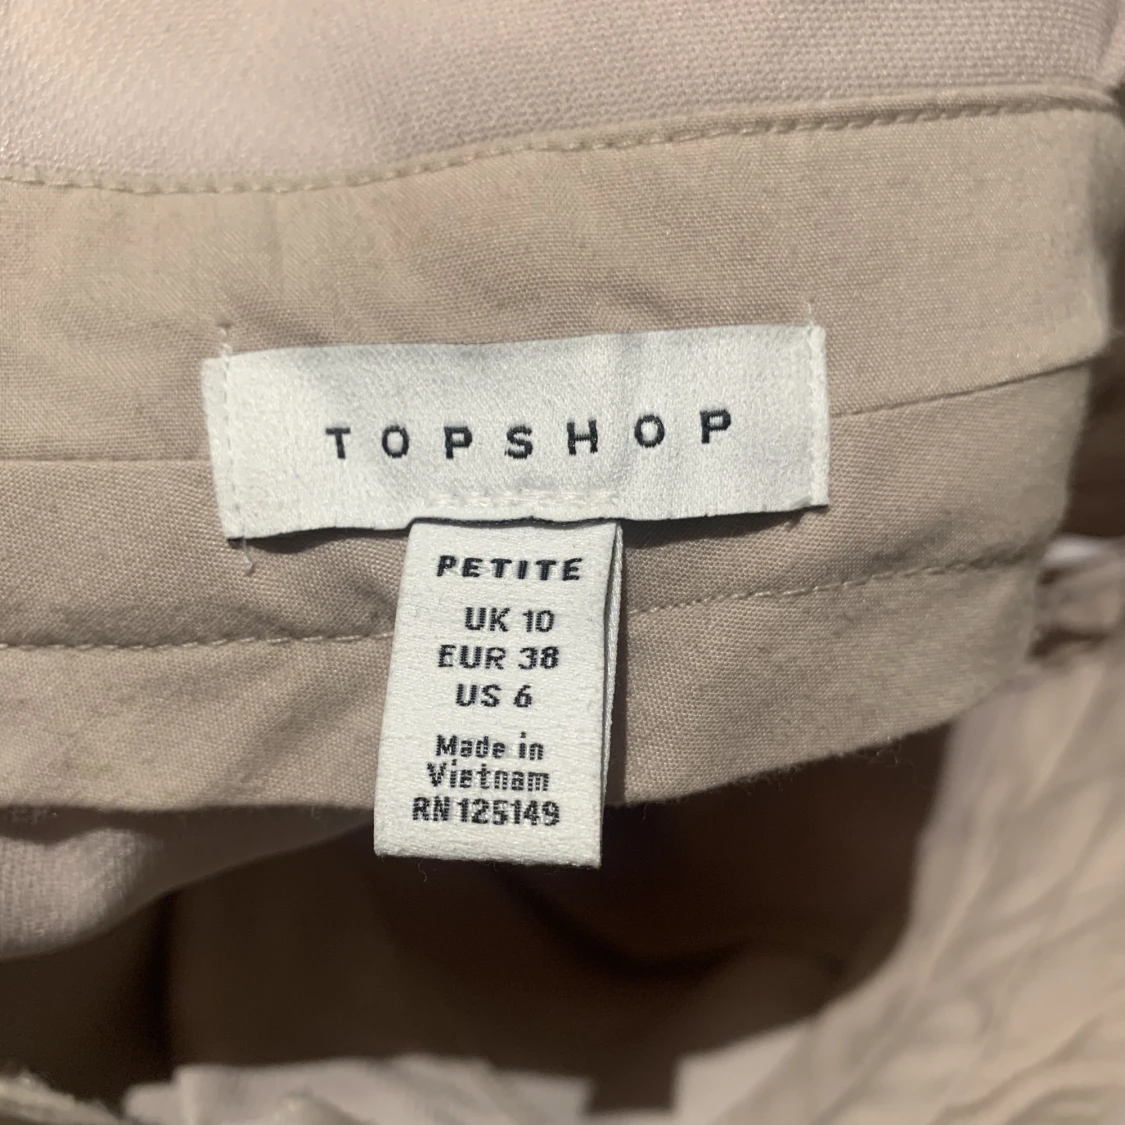 TOPSHOP
PETITE
UK 10
EUR 38
US 6
Made in
Vietnam
RN 125149